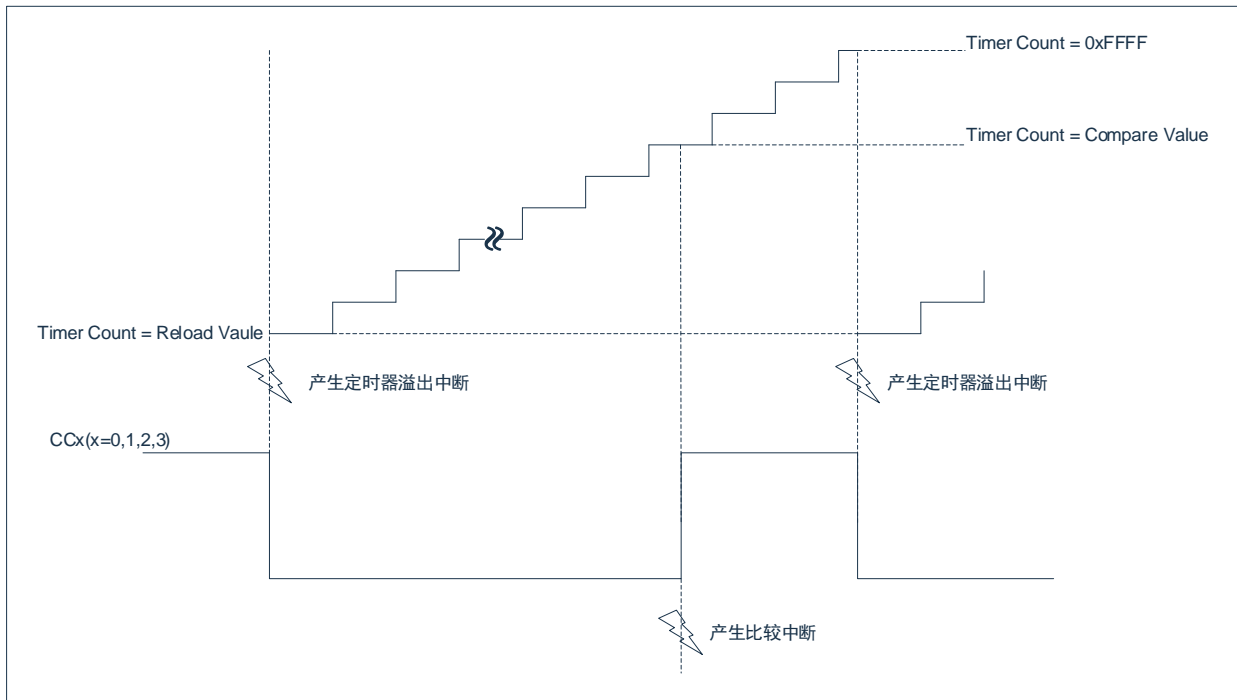 Timer Count = 0xFFFF
Timer Count = Compare Value
Timer Count = Reload Vaule
产生定时器溢出中断
产生定时器溢出中断
CCx(x=0,1,2,3)
产生比较中断